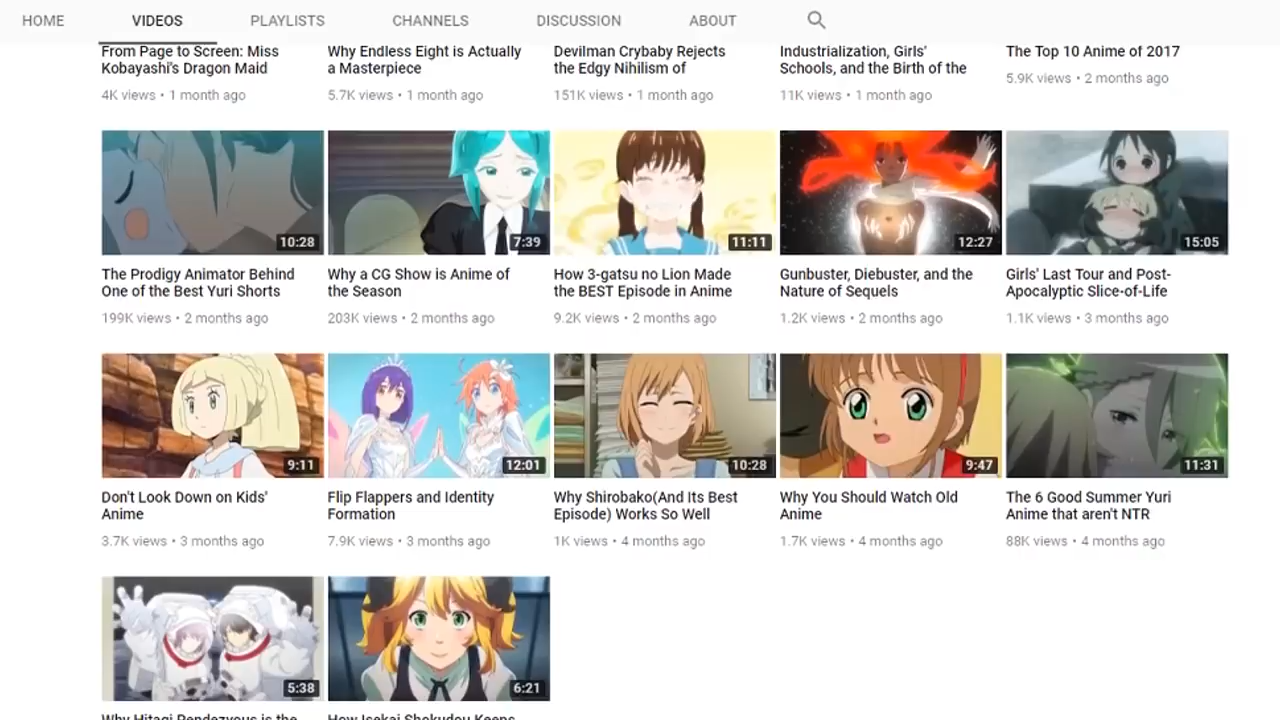 HOME VIDEOS PLAYLISTS CHANNELS DISCUSSION ABOUT
From Page to Screen: Miss
Kobayashi's Dragon Maid
4K views • 1 month ago
Why Endless Eight is Actually
a Masterpiece
5.7K views • 1 month ago
Devilman Crybaby Rejects
the Edgy Nihilism of
151K views • 1 month ago
Industrialization, Girls'
Schools, and the Birth of the
11K views • 1 month ago
The Top 10 Anime of 2017
5.9K views • 2 months ago
10:28
The Prodigy Animator Behind
One of the Best Yuri Shorts
199K views • 2 months ago
7:39
Why a CG Show is Anime of
the Season
203K views • 2 months ago
11:11
How 3-gatsu no Lion Made
the BEST Episode in Anime
9.2K views • 2 months ago
12:27
Gunbuster, Diebuster, and the
Nature of Sequels
1.2K views • 2 months ago
15:05
Girls' Last Tour and Post-
Apocalyptic Slice-of-Life
1.1K views • 3 months ago
9:11
Don't Look Down on Kids'
Anime
3.7K views • 3 months ago
12:01
Flip Flappers and Identity
Formation
7.9K views • 3 months ago
10:28
Why Shirobako(And Its Best
Episode) Works So Well
1K views • 4 months ago
9:47
Why You Should Watch Old
Anime
1.7K views • 4 months ago
11:31
The 6 Good Summer Yuri
Anime that aren't NTR
88K views • 4 months ago
5:38
Why Hitagi Rendezvous is the
6:21
How Isekai Shokudou Keeps